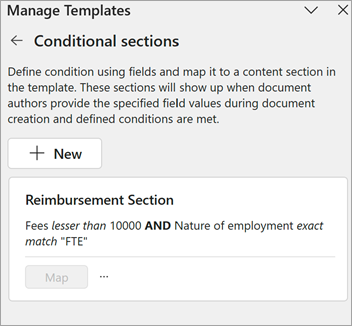 Manage Templates
Conditional sections
Define condition using fields and map it to a content section in
the template. These sections will show up when document
authors provide the specified field values during document
creation and defined conditions are met.
New
Reimbursement Section
Fees lesser than 10000 AND Nature of employment exact
match "FTE"
Map
...